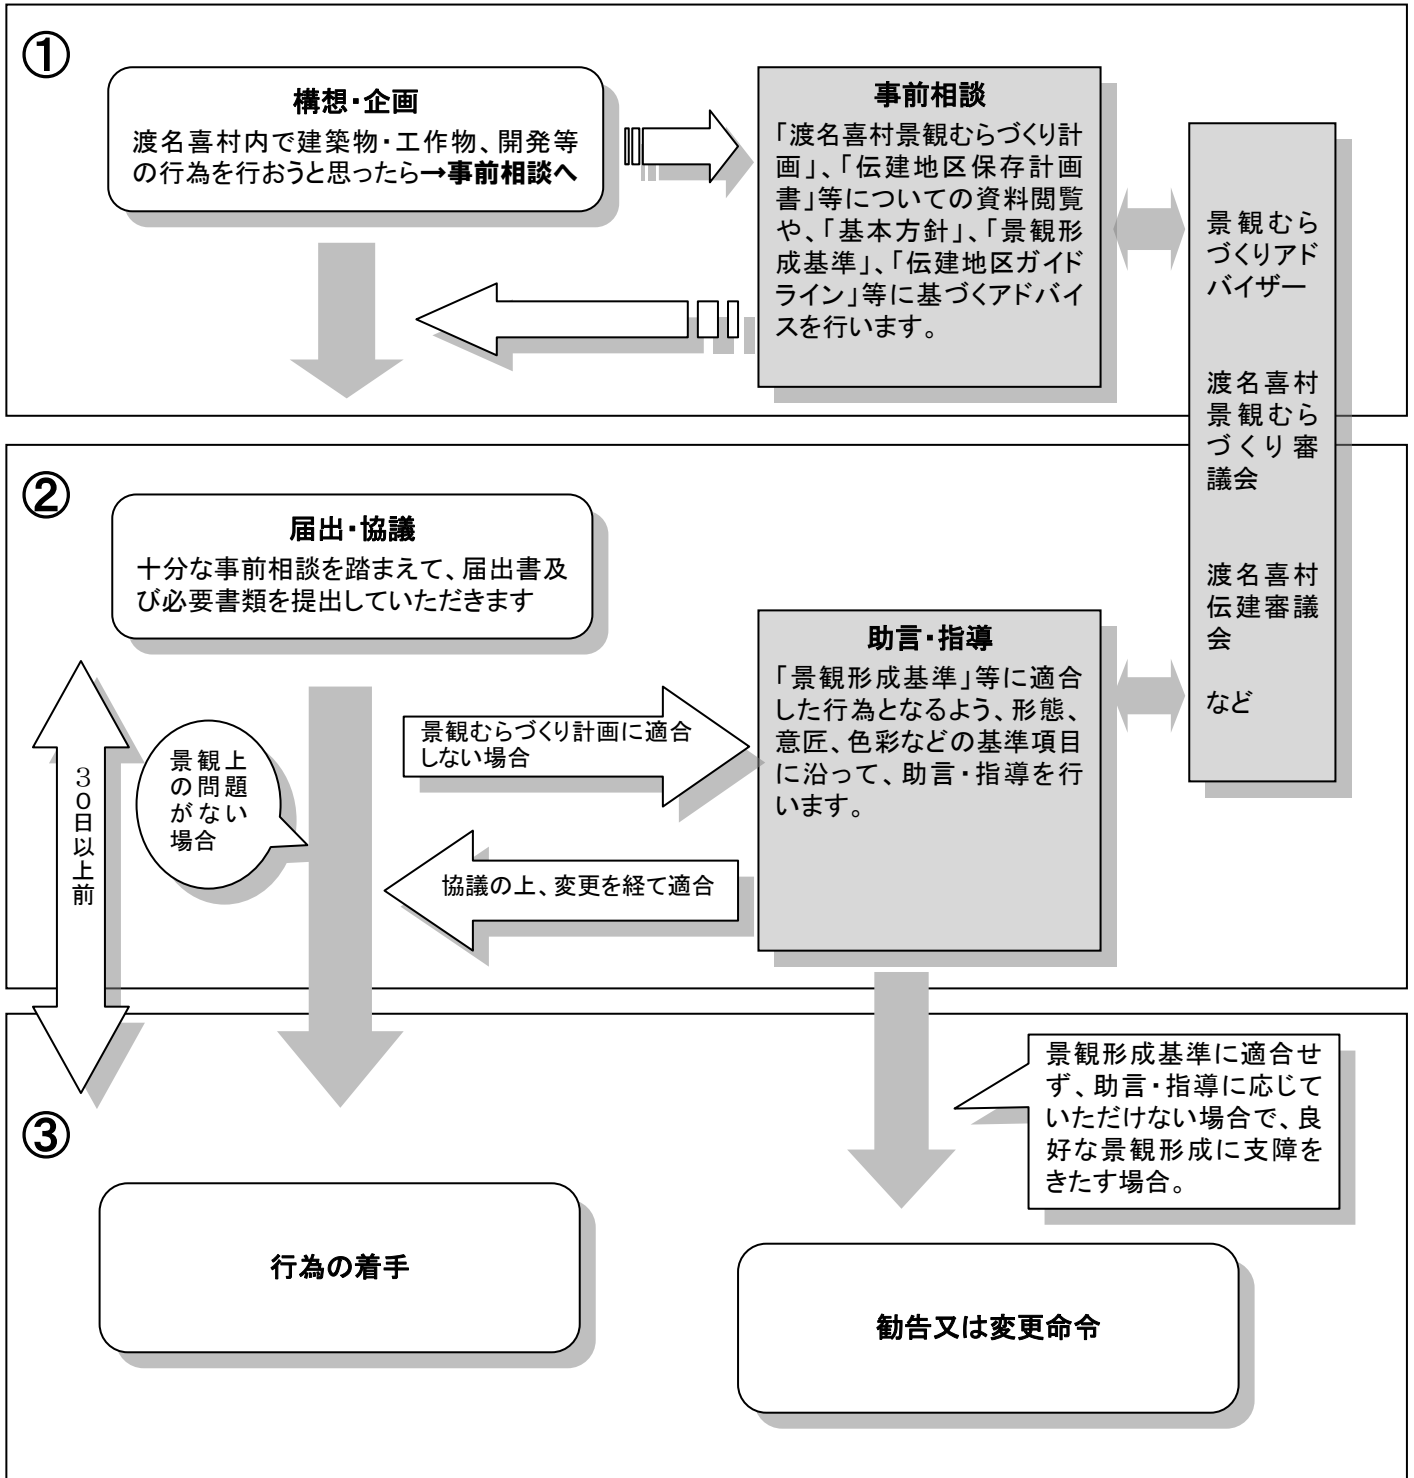 ①
構想・企画
渡名喜村内で建築物・工作物、開発等
の行為を行おうと思ったら→事前相談へ
事前相談
「渡名喜村景観むらづくり計
画」、「伝建地区保存計画
書」等についての資料閲覧
や、「基本方針」、「景観形
成基準」、「伝建地区ガイド
ライン」等に基づくアドバイ
スを行います。
景観むら
づくりアド
バイザー
渡名喜村
景観むら
づくり審
議会
渡名喜村
伝建審議
会
など
②
届出・協議
十分な事前相談を踏まえて、届出書及
び必要書類を提出していただきます
３０日以上前
景観上
の問題
がない
場合
景観むらづくり計画に適合
しない場合
協議の上、変更を経て適合
助言・指導
「景観形成基準」等に適合
した行為となるよう、形態、
意匠、色彩などの基準項目
に沿って、助言・指導を行
います。
③
景観形成基準に適合せ
ず、助言・指導に応じて
いただけない場合で、良
好な景観形成に支障を
きたす場合。
行為の着手
勧告又は変更命令